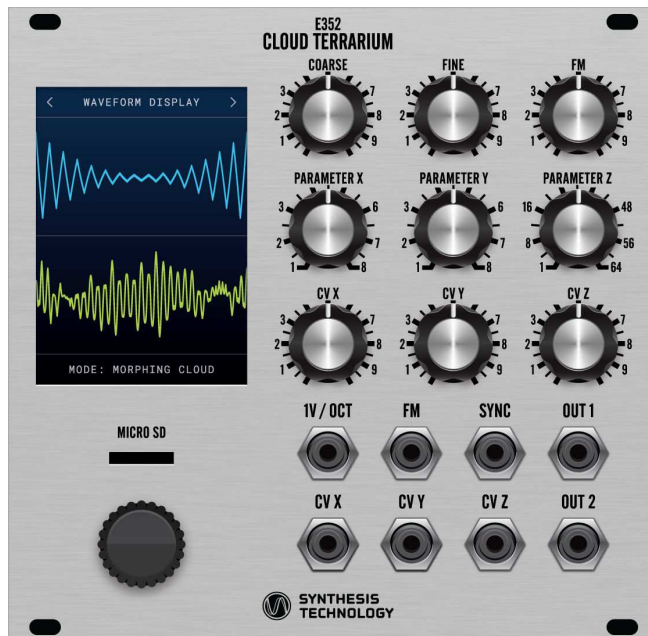 E352
CLOUD TERRARIUM
COARSE FINE FM
3 7 3 7 3 7
2 8 2 8 2 8
1 9 1 9 1 9
WAVEFORM DISPLAY
PARAMETER X PARAMETER Y PARAMETER Z
3 6 3 6 16 48
2 7 2 7 8 56
1 8 1 8 1 64
CV X CV Y CV Z
3 7 3 7 3 7
2 8 2 8 2 8
1 9 1 9 1 9
MODE: MORPHING CLOUD
1V / OCT FM SYNC OUT 1
MICRO SD
CV X CV Y CV Z OUT 2
SYNTHESIS
TECHNOLOGY